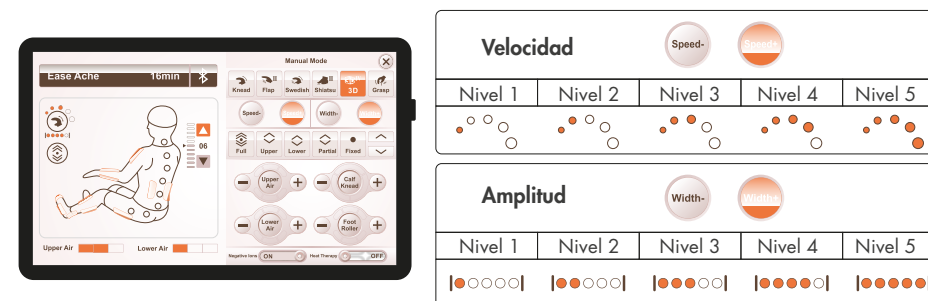 Manual Mode
Ease Ache 16min
Knead Flap Swedish Shiatsu 3D Grasp
Speed- Width-
06
Full Upper Lower Partial Fixed
Upper Air
Calf Knead
Lower Air
Foot Roller
Upper Air Lower Air
Negative Ions ON Heat Therapy OFF
Velocidad Speed- Speed+
Nivel 1 Nivel 2 Nivel 3 Nivel 4 Nivel 5
Amplitud Width- Width+
Nivel 1 Nivel 2 Nivel 3 Nivel 4 Nivel 5